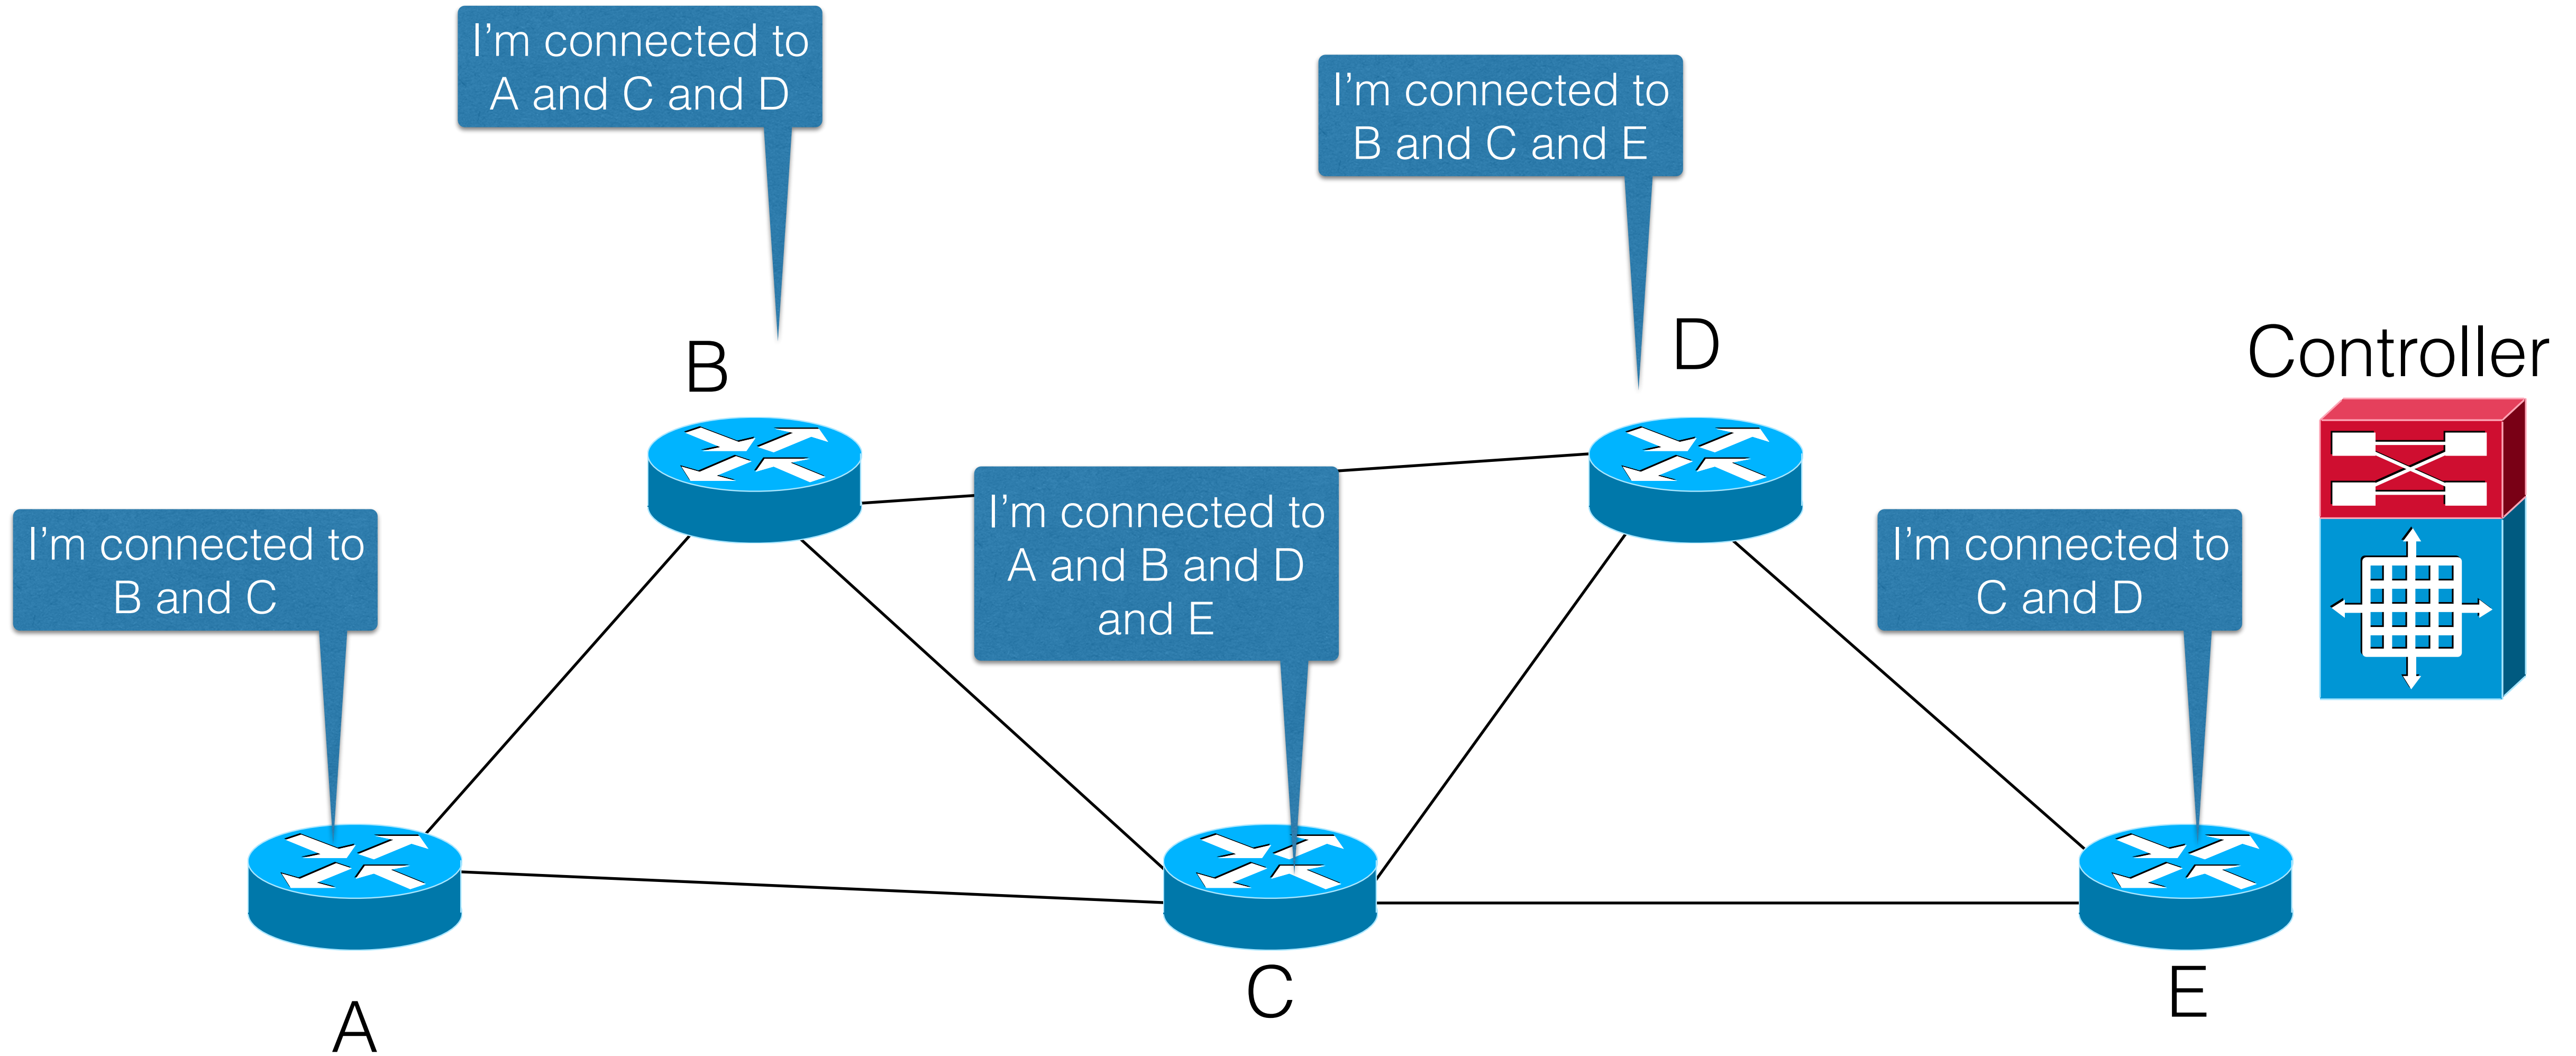 I'm connected to
A and C and D
I'm connected to
B and C and E
B
D
Controller
I'm connected to
B and C
I'm connected to
A and B and D
and E
I'm connected to
C and D
A
C
E